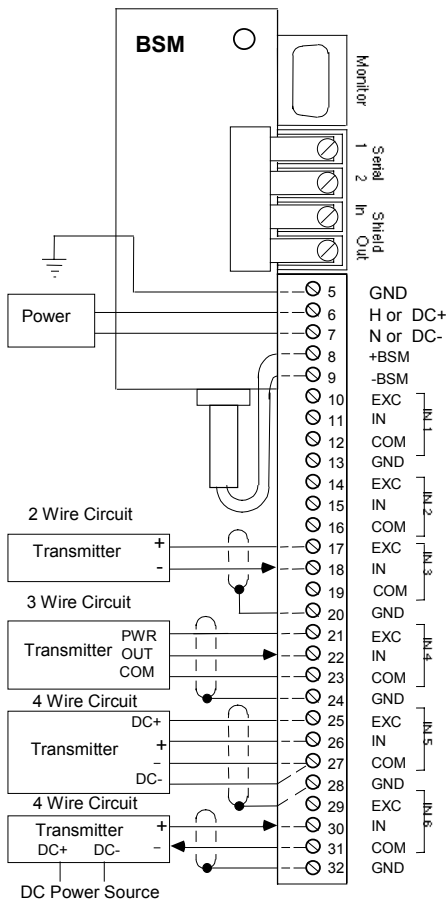 BSM
Monitor
Serial
1 2
Shield
In Out
Power
5 GND
6 H or DC+
7 N or DC-
8 +BSM
9 -BSM
10 EXC
11 IN
12 COM
IN 1
13 GND
14 EXC
15 IN
16 COM
IN 2
2 Wire Circuit
Transmitter
+
-
17 EXC
18 IN
19 COM
IN 3
20 GND
3 Wire Circuit
Transmitter
PWR
OUT
COM
21 EXC
22 IN
23 COM
IN 4
24 GND
4 Wire Circuit
Transmitter
DC+
+
–
DC-
25 EXC
26 IN
27 COM
IN 5
28 GND
4 Wire Circuit
Transmitter
+
–
DC+ DC-
29 EXC
30 IN
31 COM
IN 6
32 GND
DC Power Source